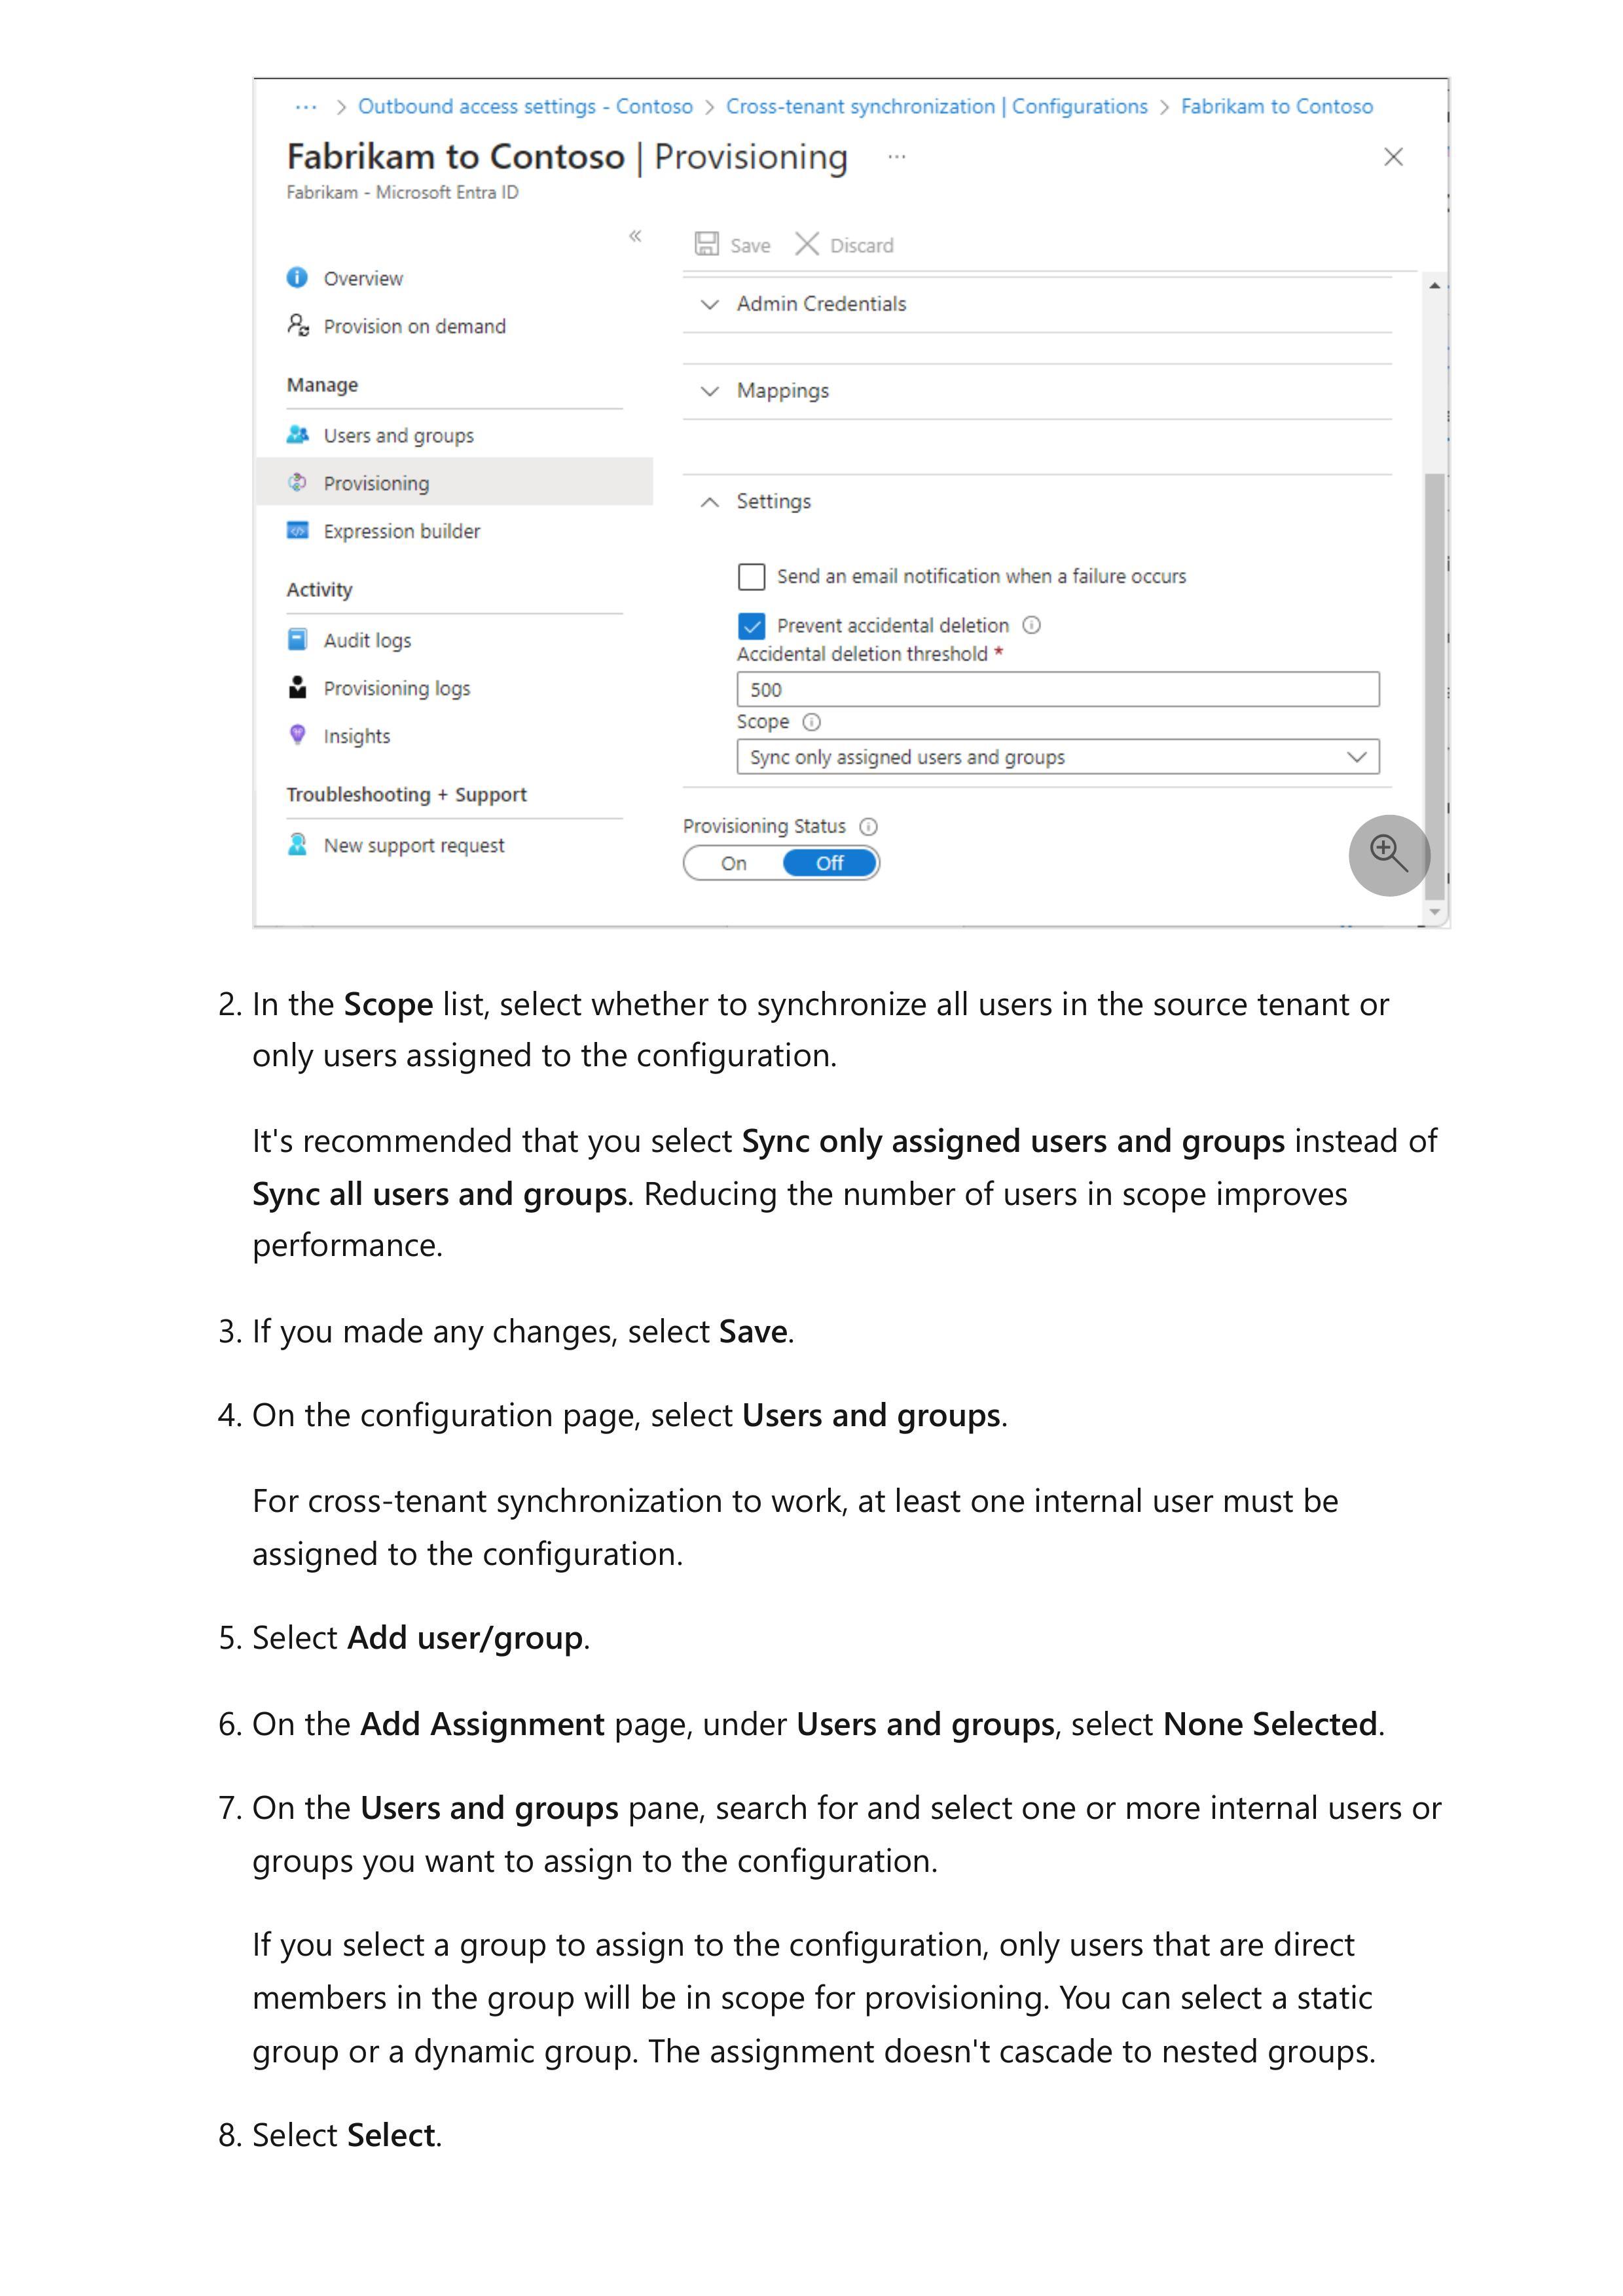 ··· > Outbound access settings - Contoso > Cross-tenant synchronization | Configurations > Fabrikam to Contoso
Fabrikam to Contoso | Provisioning ···
Fabrikam - Microsoft Entra ID
«
Save Discard
Overview
Provision on demand
Manage
Users and groups
Provisioning
Expression builder
Activity
Audit logs
Provisioning logs
Insights
Troubleshooting + Support
New support request
Admin Credentials
Mappings
Settings
Send an email notification when a failure occurs
Prevent accidental deletion
Accidental deletion threshold *
500
Scope
Sync only assigned users and groups
Provisioning Status
On Off
2. In the Scope list, select whether to synchronize all users in the source tenant or
only users assigned to the configuration.
It's recommended that you select Sync only assigned users and groups instead of
Sync all users and groups. Reducing the number of users in scope improves
performance.
3. If you made any changes, select Save.
4. On the configuration page, select Users and groups.
For cross-tenant synchronization to work, at least one internal user must be
assigned to the configuration.
5. Select Add user/group.
6. On the Add Assignment page, under Users and groups, select None Selected.
7. On the Users and groups pane, search for and select one or more internal users or
groups you want to assign to the configuration.
If you select a group to assign to the configuration, only users that are direct
members in the group will be in scope for provisioning. You can select a static
group or a dynamic group. The assignment doesn't cascade to nested groups.
8. Select Select.